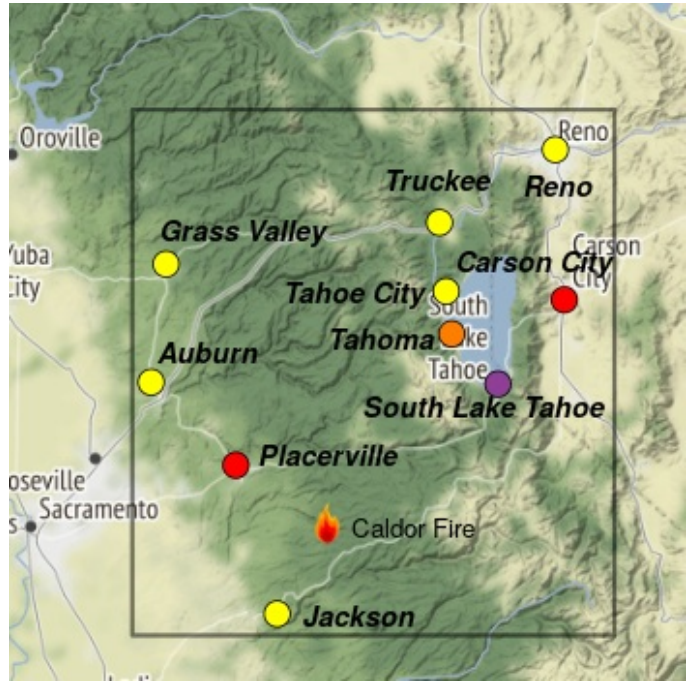 Oroville
Reno
Truckee
Reno
Grass Valley
Yuba
City
Carson City
Carson
City
Tahoe City
South
Lake
Tahoe
Tahoma
Auburn
South Lake Tahoe
Placerville
oseville
Sacramento
s
Caldor Fire
Jackson